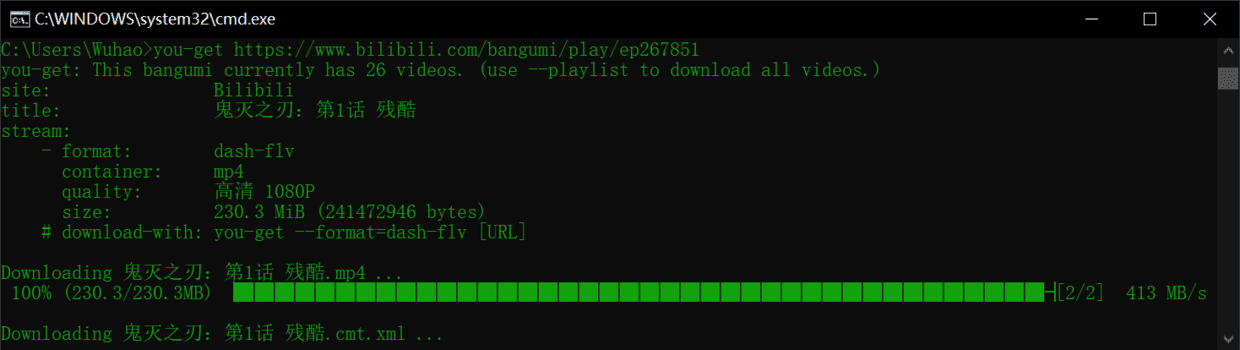 C:\WINDOWS\system32\cmd.exe
C:\Users\Wuhao>you-get https://www.bilibili.com/bangumi/play/ep267851
you-get: This bangumi currently has 26 videos. (use --playlist to download all videos.)
site:                Bilibili
title:               鬼灭之刃：第1话 残酷
stream:
    - format:        dash-flv
      container:     mp4
      quality:       高清 1080P
      size:          230.3 MiB (241472946 bytes)
    # download-with: you-get --format=dash-flv [URL]
Downloading 鬼灭之刃：第1话 残酷.mp4 ...
 100% (230.3/230.3MB) ├████████████████████████████████████████┤[2/2]  413 MB/s
Downloading 鬼灭之刃：第1话 残酷.cmt.xml ...